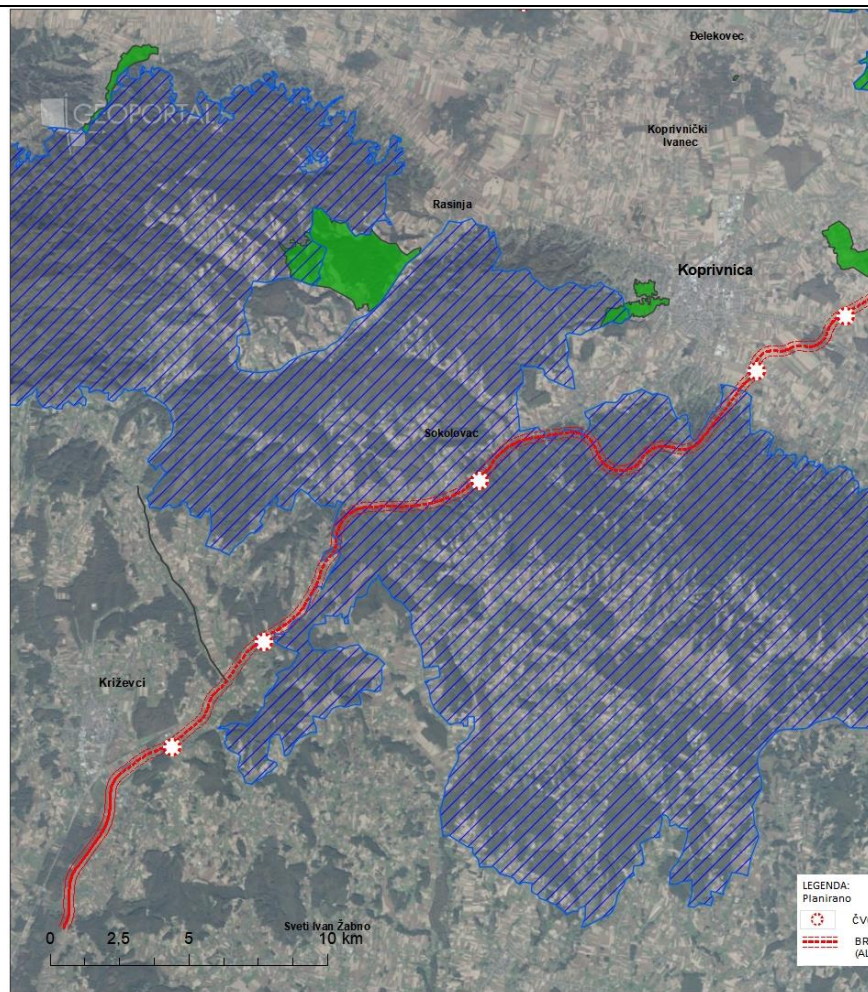 Đelekovec
GEOPORTAL
Koprivnički
Ivanec
Rasinja
Koprivnica
Sokolovac
Križevci
Sveti Ivan Žabno
0 2,5 5 10 km
LEGENDA:
Planirano